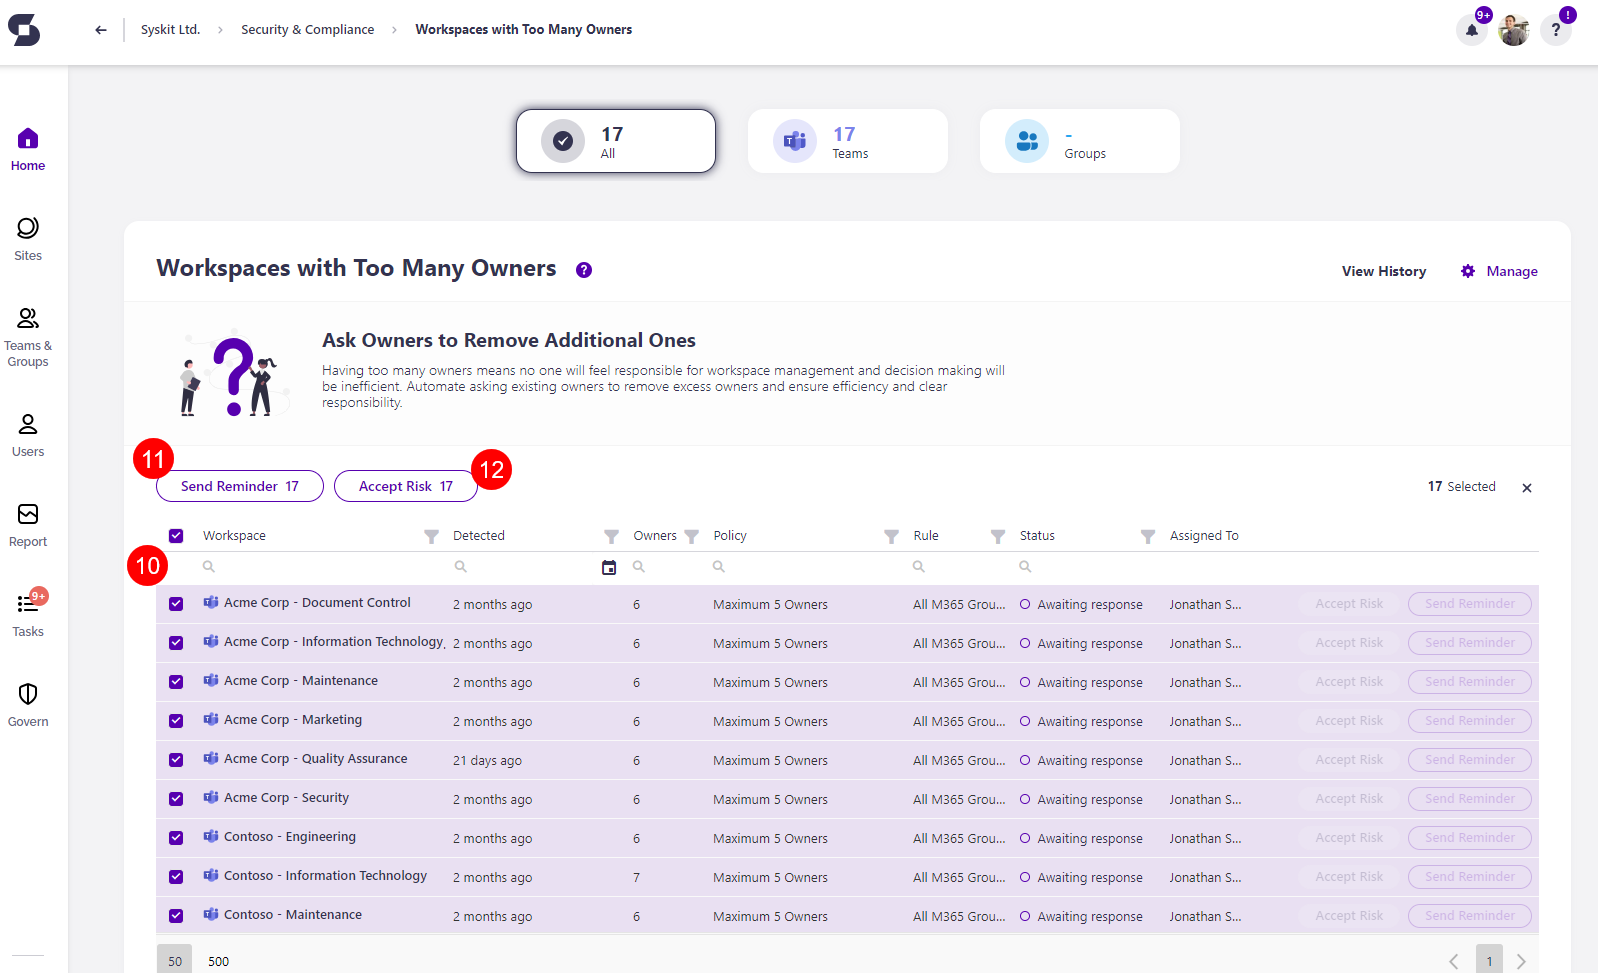 Syskit Ltd. › Security & Compliance › Workspaces with Too Many Owners
9+
?
!
17
All
17
Teams
-
Groups
Home
Sites
Teams &
Groups
Users
Report
9+
Tasks
Govern
Workspaces with Too Many Owners ?
View History
Manage
Ask Owners to Remove Additional Ones
Having too many owners means no one will feel responsible for workspace management and decision making will
be inefficient. Automate asking existing owners to remove excess owners and ensure efficiency and clear
responsibility.
11
12
Send Reminder 17
Accept Risk 17
17 Selected
Workspace Detected Owners Policy Rule Status Assigned To
10
Acme Corp - Document Control 2 months ago 6 Maximum 5 Owners All M365 Grou... Awaiting response Jonathan S... Accept Risk Send Reminder
Acme Corp - Information Technology, 2 months ago 6 Maximum 5 Owners All M365 Grou... Awaiting response Jonathan S... Accept Risk Send Reminder
Acme Corp - Maintenance 2 months ago 6 Maximum 5 Owners All M365 Grou... Awaiting response Jonathan S... Accept Risk Send Reminder
Acme Corp - Marketing 2 months ago 6 Maximum 5 Owners All M365 Grou... Awaiting response Jonathan S... Accept Risk Send Reminder
Acme Corp - Quality Assurance 21 days ago 6 Maximum 5 Owners All M365 Grou... Awaiting response Jonathan S... Accept Risk Send Reminder
Acme Corp - Security 2 months ago 6 Maximum 5 Owners All M365 Grou... Awaiting response Jonathan S... Accept Risk Send Reminder
Contoso - Engineering 2 months ago 6 Maximum 5 Owners All M365 Grou... Awaiting response Jonathan S... Accept Risk Send Reminder
Contoso - Information Technology 2 months ago 7 Maximum 5 Owners All M365 Grou... Awaiting response Jonathan S... Accept Risk Send Reminder
Contoso - Maintenance 2 months ago 6 Maximum 5 Owners All M365 Grou... Awaiting response Jonathan S... Accept Risk Send Reminder
50 500
1